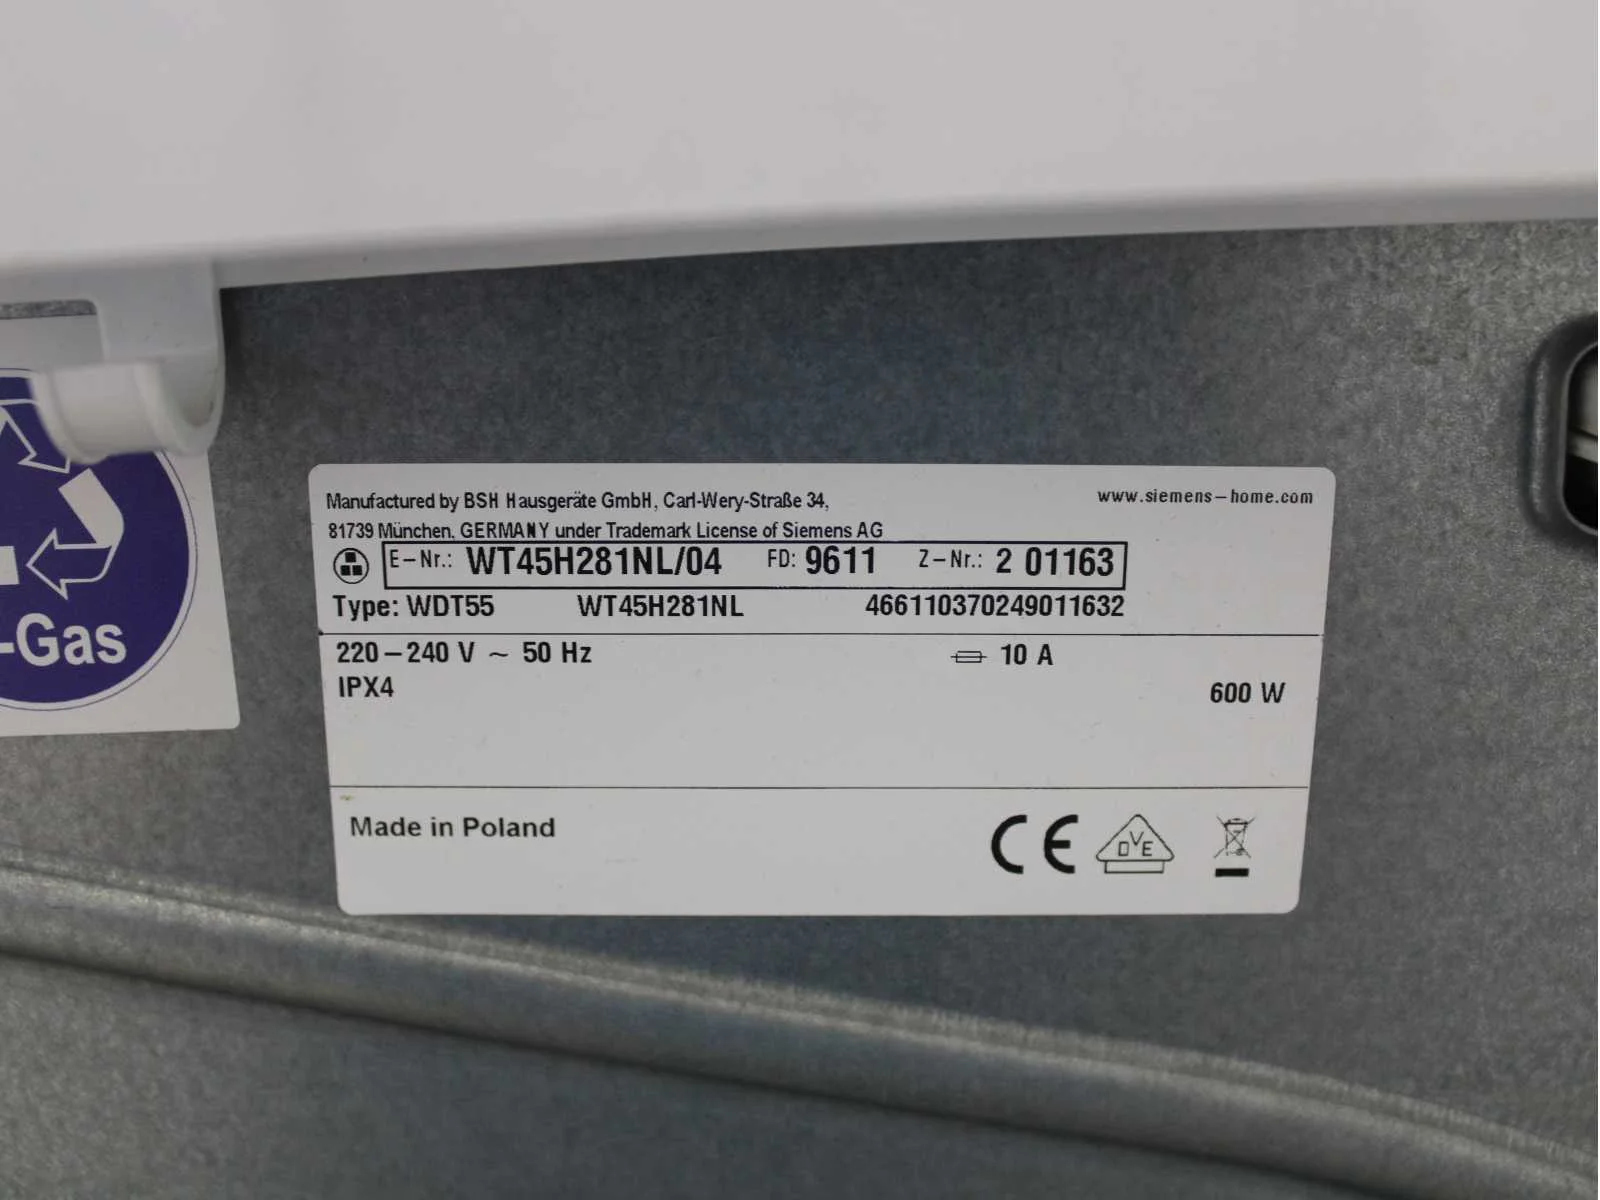 Manufactured by BSH Hausgeräte GmbH, Carl-Wery-Straße 34,
www.siemens-home.com
81739 München, GERMANY under Trademark License of Siemens AG
E-Nr.: WT45H281NL/04 FD: 9611 Z-Nr.: 2 01163
Type: WDT55 WT45H281NL 466110370249011632
220-240 V ~ 50 Hz 10 A
IPX4 600 W
Made in Poland
CE DVE
-Gas